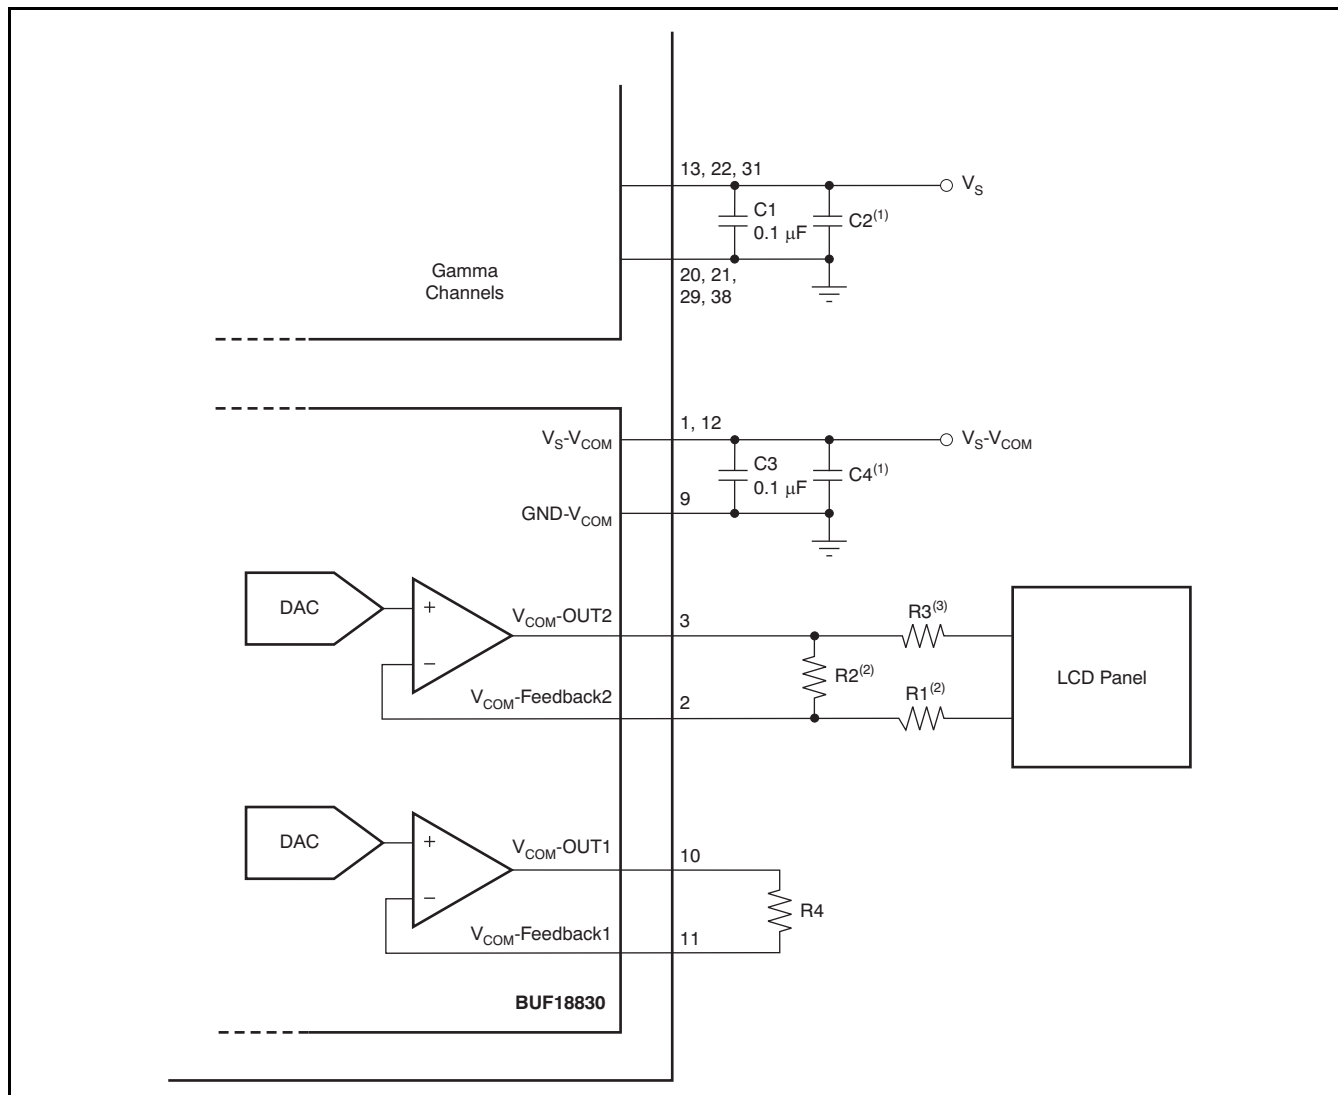 13, 22, 31
V_S
C1
0.1 μF
C2(1)
20, 21,
29, 38
Gamma
Channels
1, 12
V_S-V_COM
V_S-V_COM
C3
0.1 μF
C4(1)
9
GND-V_COM
DAC
+
−
V_COM-OUT2
3
R3(3)
R2(2)
LCD Panel
V_COM-Feedback2
2
R1(2)
DAC
+
−
V_COM-OUT1
10
R4
V_COM-Feedback1
11
BUF18830